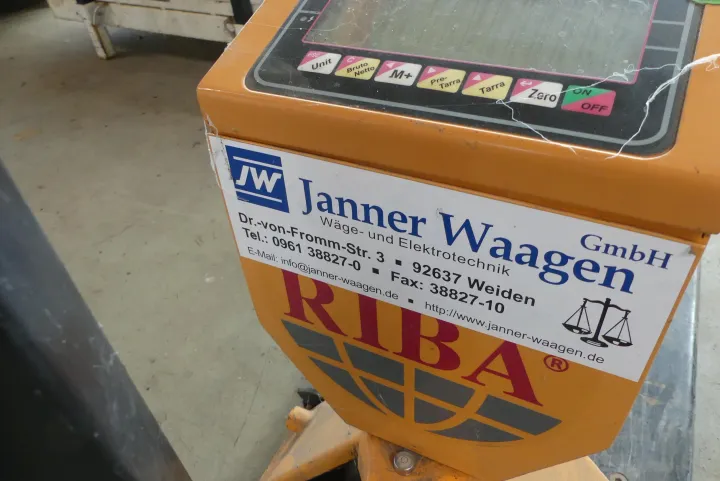 Unit
Bruto
Netto
M+
Pre-
Tarra
Tarra
Zero
ON
OFF
JW Janner Waagen GmbH
Wäge- und Elektrotechnik
Dr.-von-Fromm-Str. 3 ▪ 92637 Weiden
Tel.: 0961 38827-0 ▪ Fax: 38827-10
E-Mail: info@janner-waagen.de ▪ http://www.janner-waagen.de
RIBA®